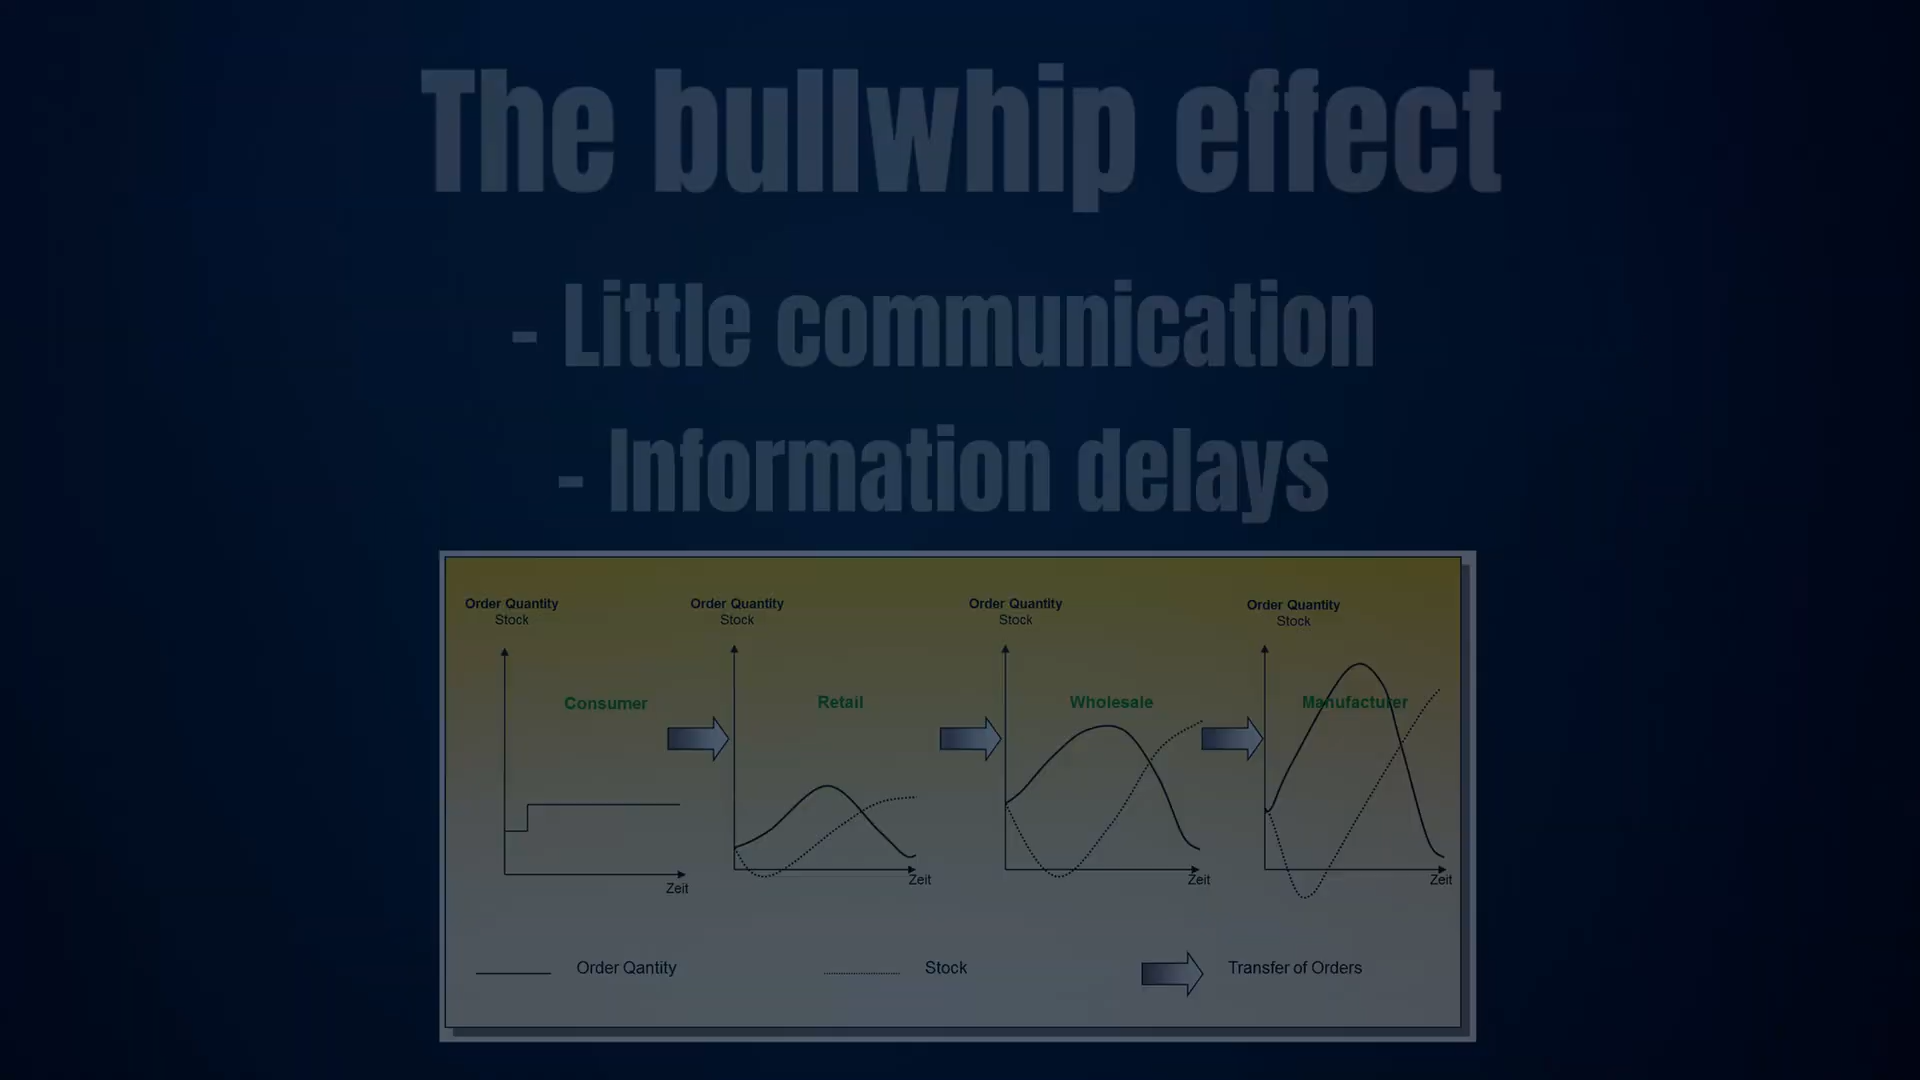 The bullwhip effect
- Little communication
- Information delays
Order Quantity
Stock
Order Quantity
Stock
Order Quantity
Stock
Order Quantity
Stock
Consumer
Retail
Wholesale
Manufacturer
Zeit
Zeit
Zeit
Zeit
Order Qantity
Stock
Transfer of Orders